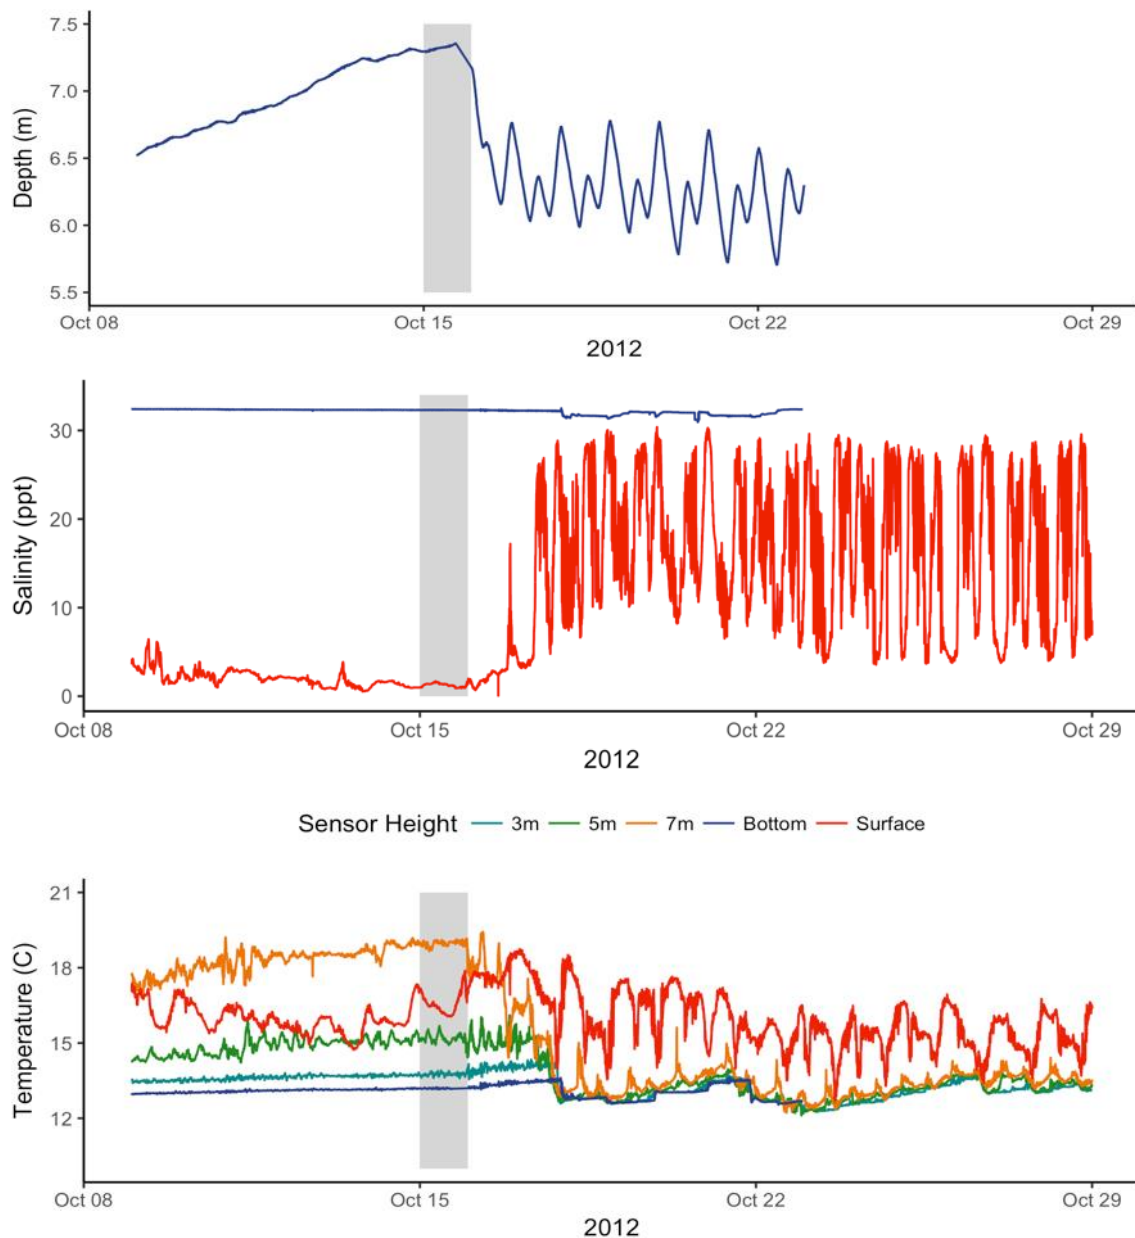 7.5
7.0
6.5
6.0
5.5
Depth (m)
Oct 08 Oct 15 Oct 22 Oct 29
2012
30
20
10
0
Salinity (ppt)
Oct 08 Oct 15 Oct 22 Oct 29
2012
Sensor Height 3m 5m 7m Bottom Surface
21
18
15
12
Temperature (C)
Oct 08 Oct 15 Oct 22 Oct 29
2012